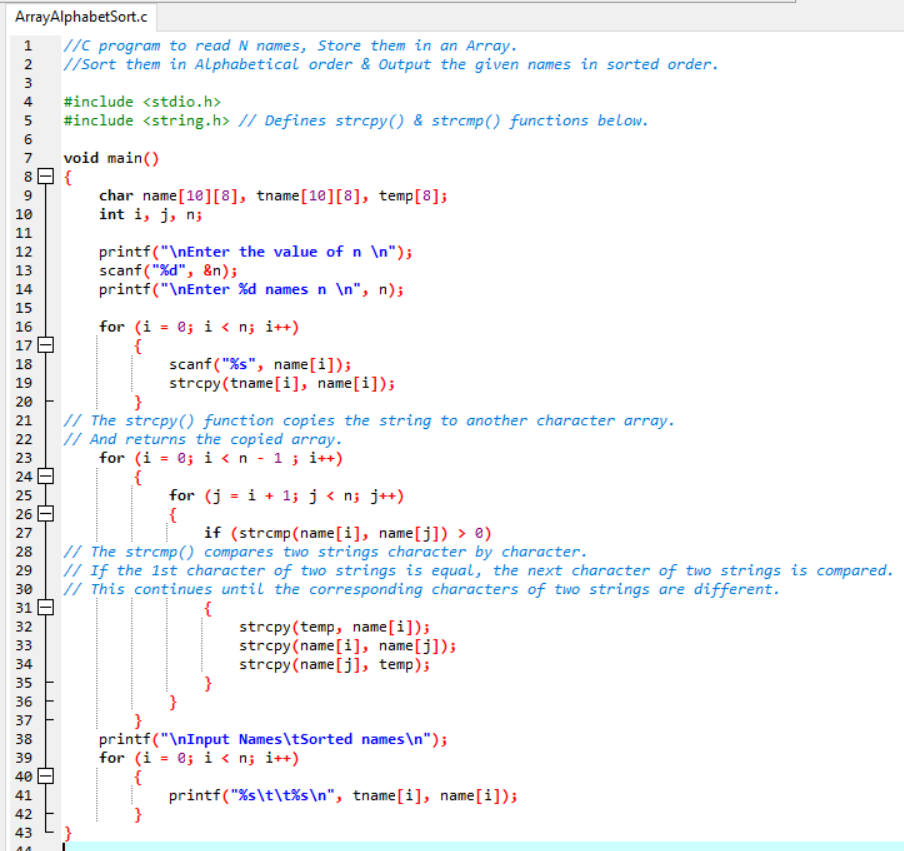 ArrayAlphabetSort.c
1 //C program to read N names, Store them in an Array.
2 //Sort them in Alphabetical order & Output the given names in sorted order.
3
4 #include <stdio.h>
5 #include <string.h> // Defines strcpy() & strcmp() functions below.
6
7 void main()
8 {
9 char name[10][8], tname[10][8], temp[8];
10 int i, j, n;
11
12 printf("\nEnter the value of n \n");
13 scanf("%d", &n);
14 printf("\nEnter %d names n \n", n);
15
16 for (i = 0; i < n; i++)
17 {
18 scanf("%s", name[i]);
19 strcpy(tname[i], name[i]);
20 }
21 // The strcpy() function copies the string to another character array.
22 // And returns the copied array.
23 for (i = 0; i < n - 1 ; i++)
24 {
25 for (j = i + 1; j < n; j++)
26 {
27 if (strcmp(name[i], name[j]) > 0)
28 // The strcmp() compares two strings character by character.
29 // If the 1st character of two strings is equal, the next character of two strings is compared.
30 // This continues until the corresponding characters of two strings are different.
31 {
32 strcpy(temp, name[i]);
33 strcpy(name[i], name[j]);
34 strcpy(name[j], temp);
35 }
36 }
37 }
38 printf("\nInput Names\tSorted names\n");
39 for (i = 0; i < n; i++)
40 {
41 printf("%s\t\t%s\n", tname[i], name[i]);
42 }
43 }
44